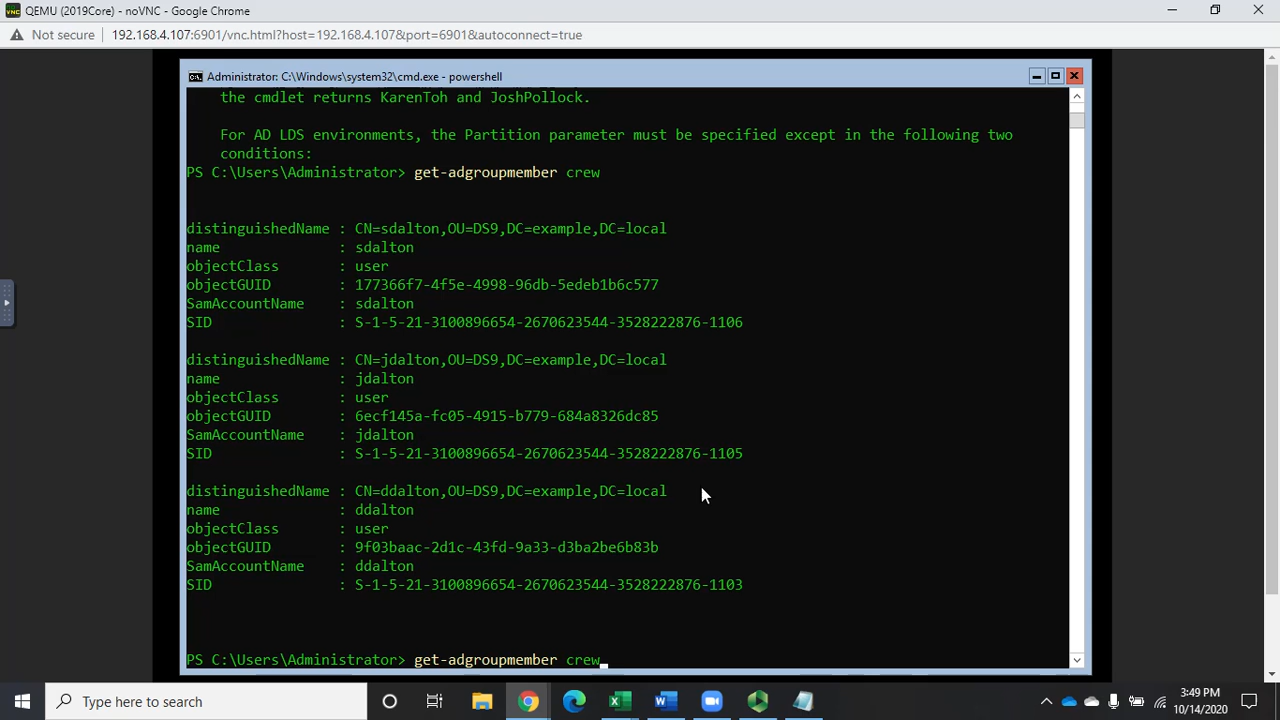 QEMU (2019Core) - noVNC - Google Chrome
Not secure 192.168.4.107:6901/vnc.html?host=192.168.4.107&port=6901&autoconnect=true
Administrator: C:\Windows\system32\cmd.exe - powershell
the cmdlet returns KarenToh and JoshPollock.
For AD LDS environments, the Partition parameter must be specified except in the following two
conditions:
PS C:\Users\Administrator> get-adgroupmember crew
distinguishedName : CN=sdalton,OU=DS9,DC=example,DC=local
name : sdalton
objectClass : user
objectGUID : 177366f7-4f5e-4998-96db-5edeb1b6c577
SamAccountName : sdalton
SID : S-1-5-21-3100896654-2670623544-3528222876-1106
distinguishedName : CN=jdalton,OU=DS9,DC=example,DC=local
name : jdalton
objectClass : user
objectGUID : 6ecf145a-fc05-4915-b779-684a8326dc85
SamAccountName : jdalton
SID : S-1-5-21-3100896654-2670623544-3528222876-1105
distinguishedName : CN=ddalton,OU=DS9,DC=example,DC=local
name : ddalton
objectClass : user
objectGUID : 9f03baac-2d1c-43fd-9a33-d3ba2be6b83b
SamAccountName : ddalton
SID : S-1-5-21-3100896654-2670623544-3528222876-1103
PS C:\Users\Administrator> get-adgroupmember crew_
Type here to search
3:49 PM
10/14/2020